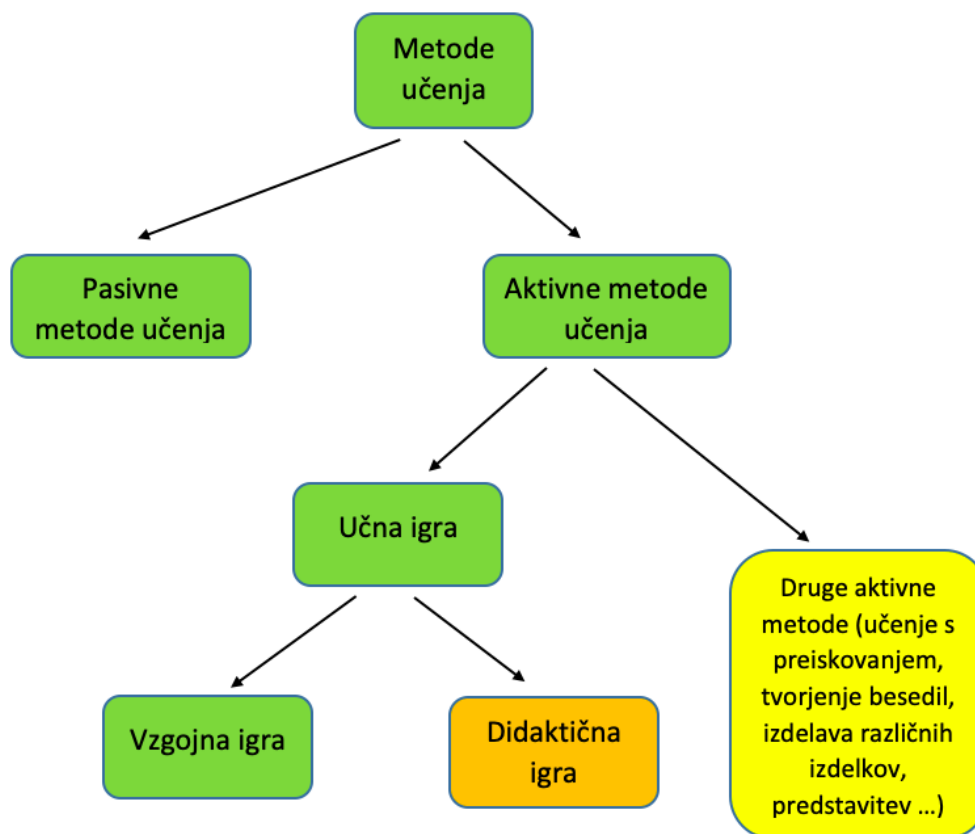 Metode
učenja
Pasivne
metode učenja
Aktivne metode
učenja
Učna igra
Druge aktivne
metode (učenje s
preiskovanjem,
tvorjenje besedil,
izdelava različnih
izdelkov,
predstavitev ...)
Vzgojna igra
Didaktična
igra